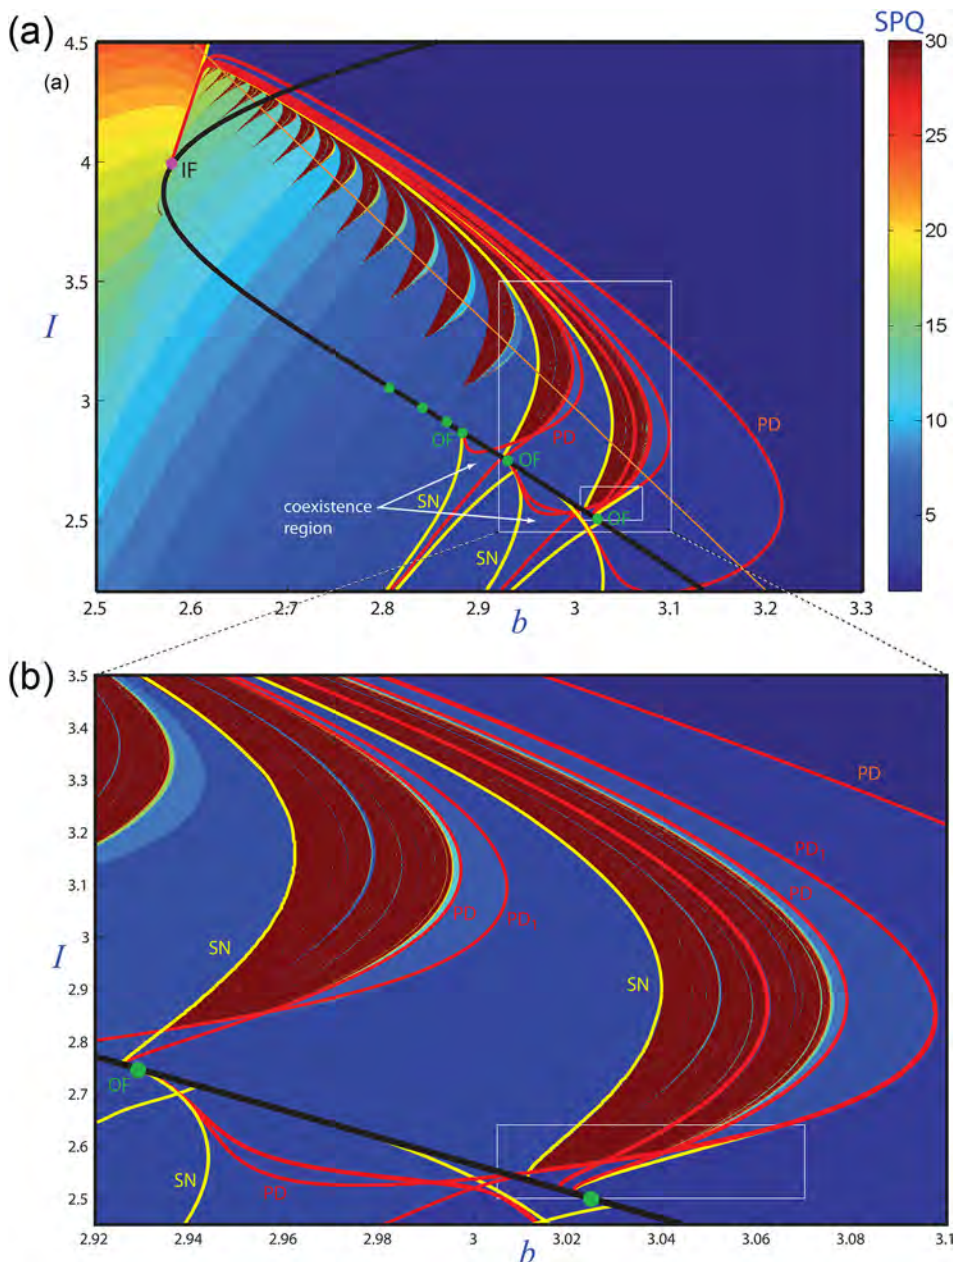 (a)
SPQ
(a)
4.5
4
3.5
3
2.5
I
IF
OF
OF
OF
PD
PD
SN
SN
coexistence
region
2.5
2.6
2.7
2.8
2.9
3
3.1
3.2
3.3
b
30
25
20
15
10
5
(b)
3.5
3.4
3.3
3.2
3.1
3
2.9
2.8
2.7
2.6
2.5
I
PD
PD₁
PD
PD
PD₁
SN
SN
OF
SN
PD
2.92
2.94
2.96
2.98
3
3.02
3.04
3.06
3.08
3.1
b